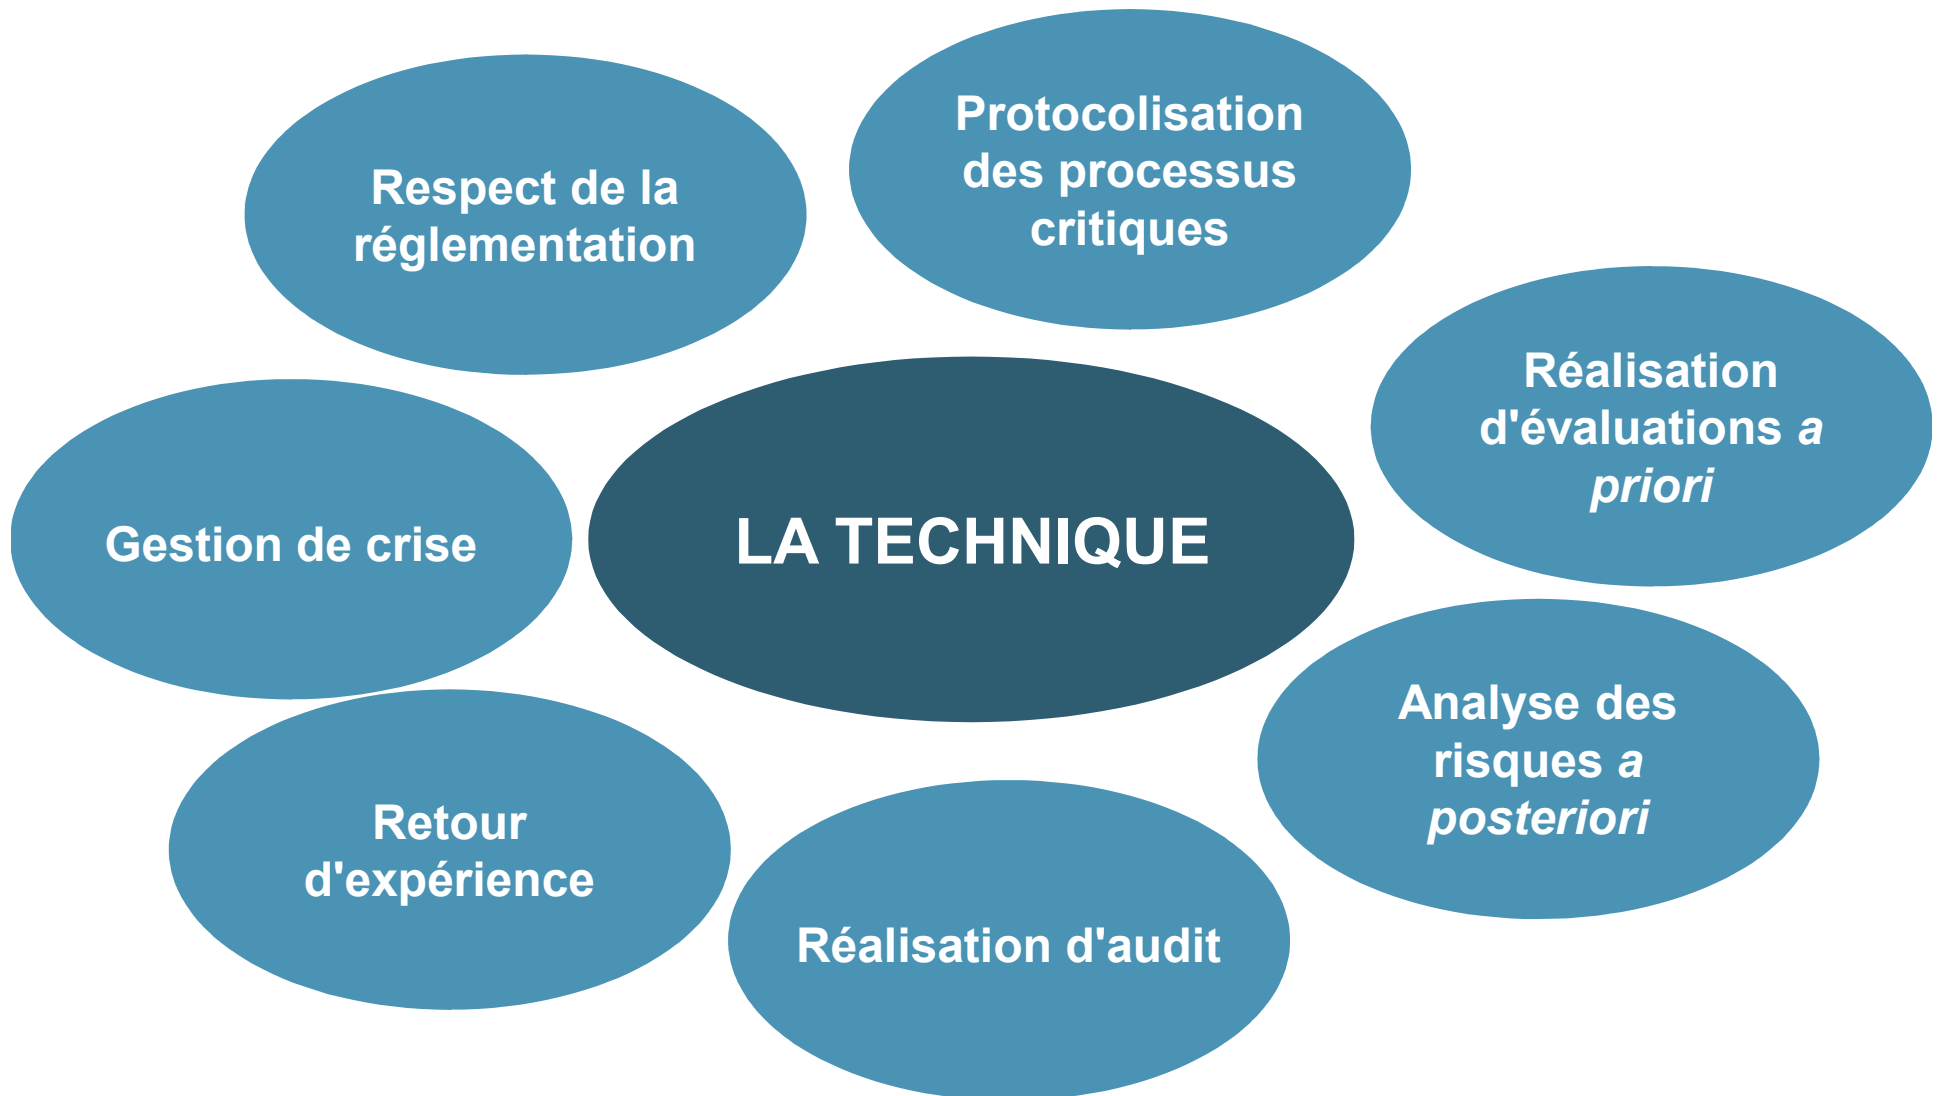 Protocolisation
des processus
critiques
Respect de la
réglementation
Réalisation
d'évaluations a
priori
Gestion de crise
LA TECHNIQUE
Analyse des
risques a
posteriori
Retour
d'expérience
Réalisation d'audit